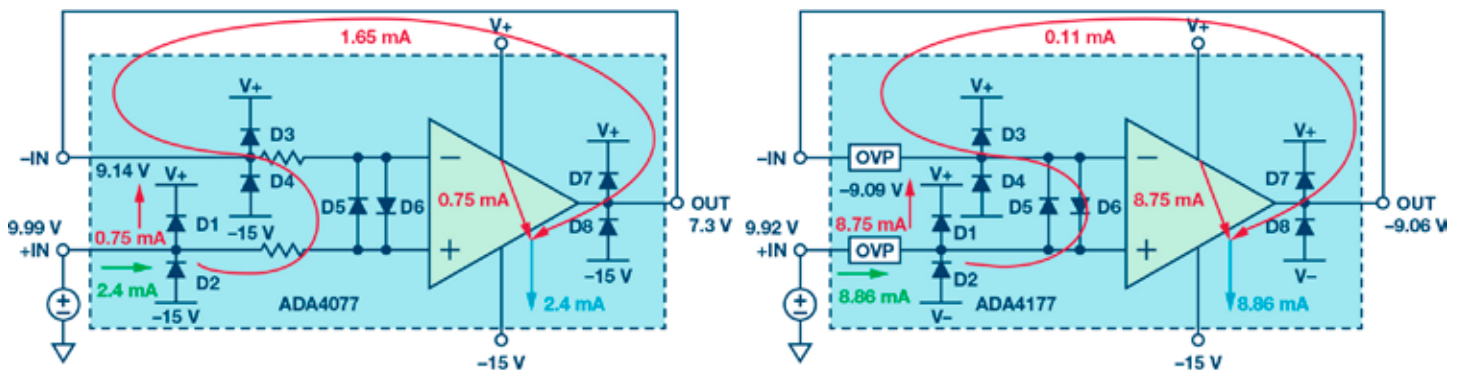 1.65 mA
V+
V+
D3
–IN
9.14 V
V+
D4
D5
D6
0.75 mA
D7
V+
OUT
7.3 V
9.99 V
D1
–15 V
+IN
0.75 mA
D8
D2
–15 V
2.4 mA
–15 V
ADA4077
2.4 mA
–15 V
0.11 mA
V+
V+
D3
–IN
OVP
V+
–9.09 V
D4
D5
D6
8.75 mA
D7
OUT
–9.06 V
9.92 V
8.75 mA
D1
+IN
OVP
D8
D2
V–
8.86 mA
V–
ADA4177
8.86 mA
–15 V
V+
–
+
–
+